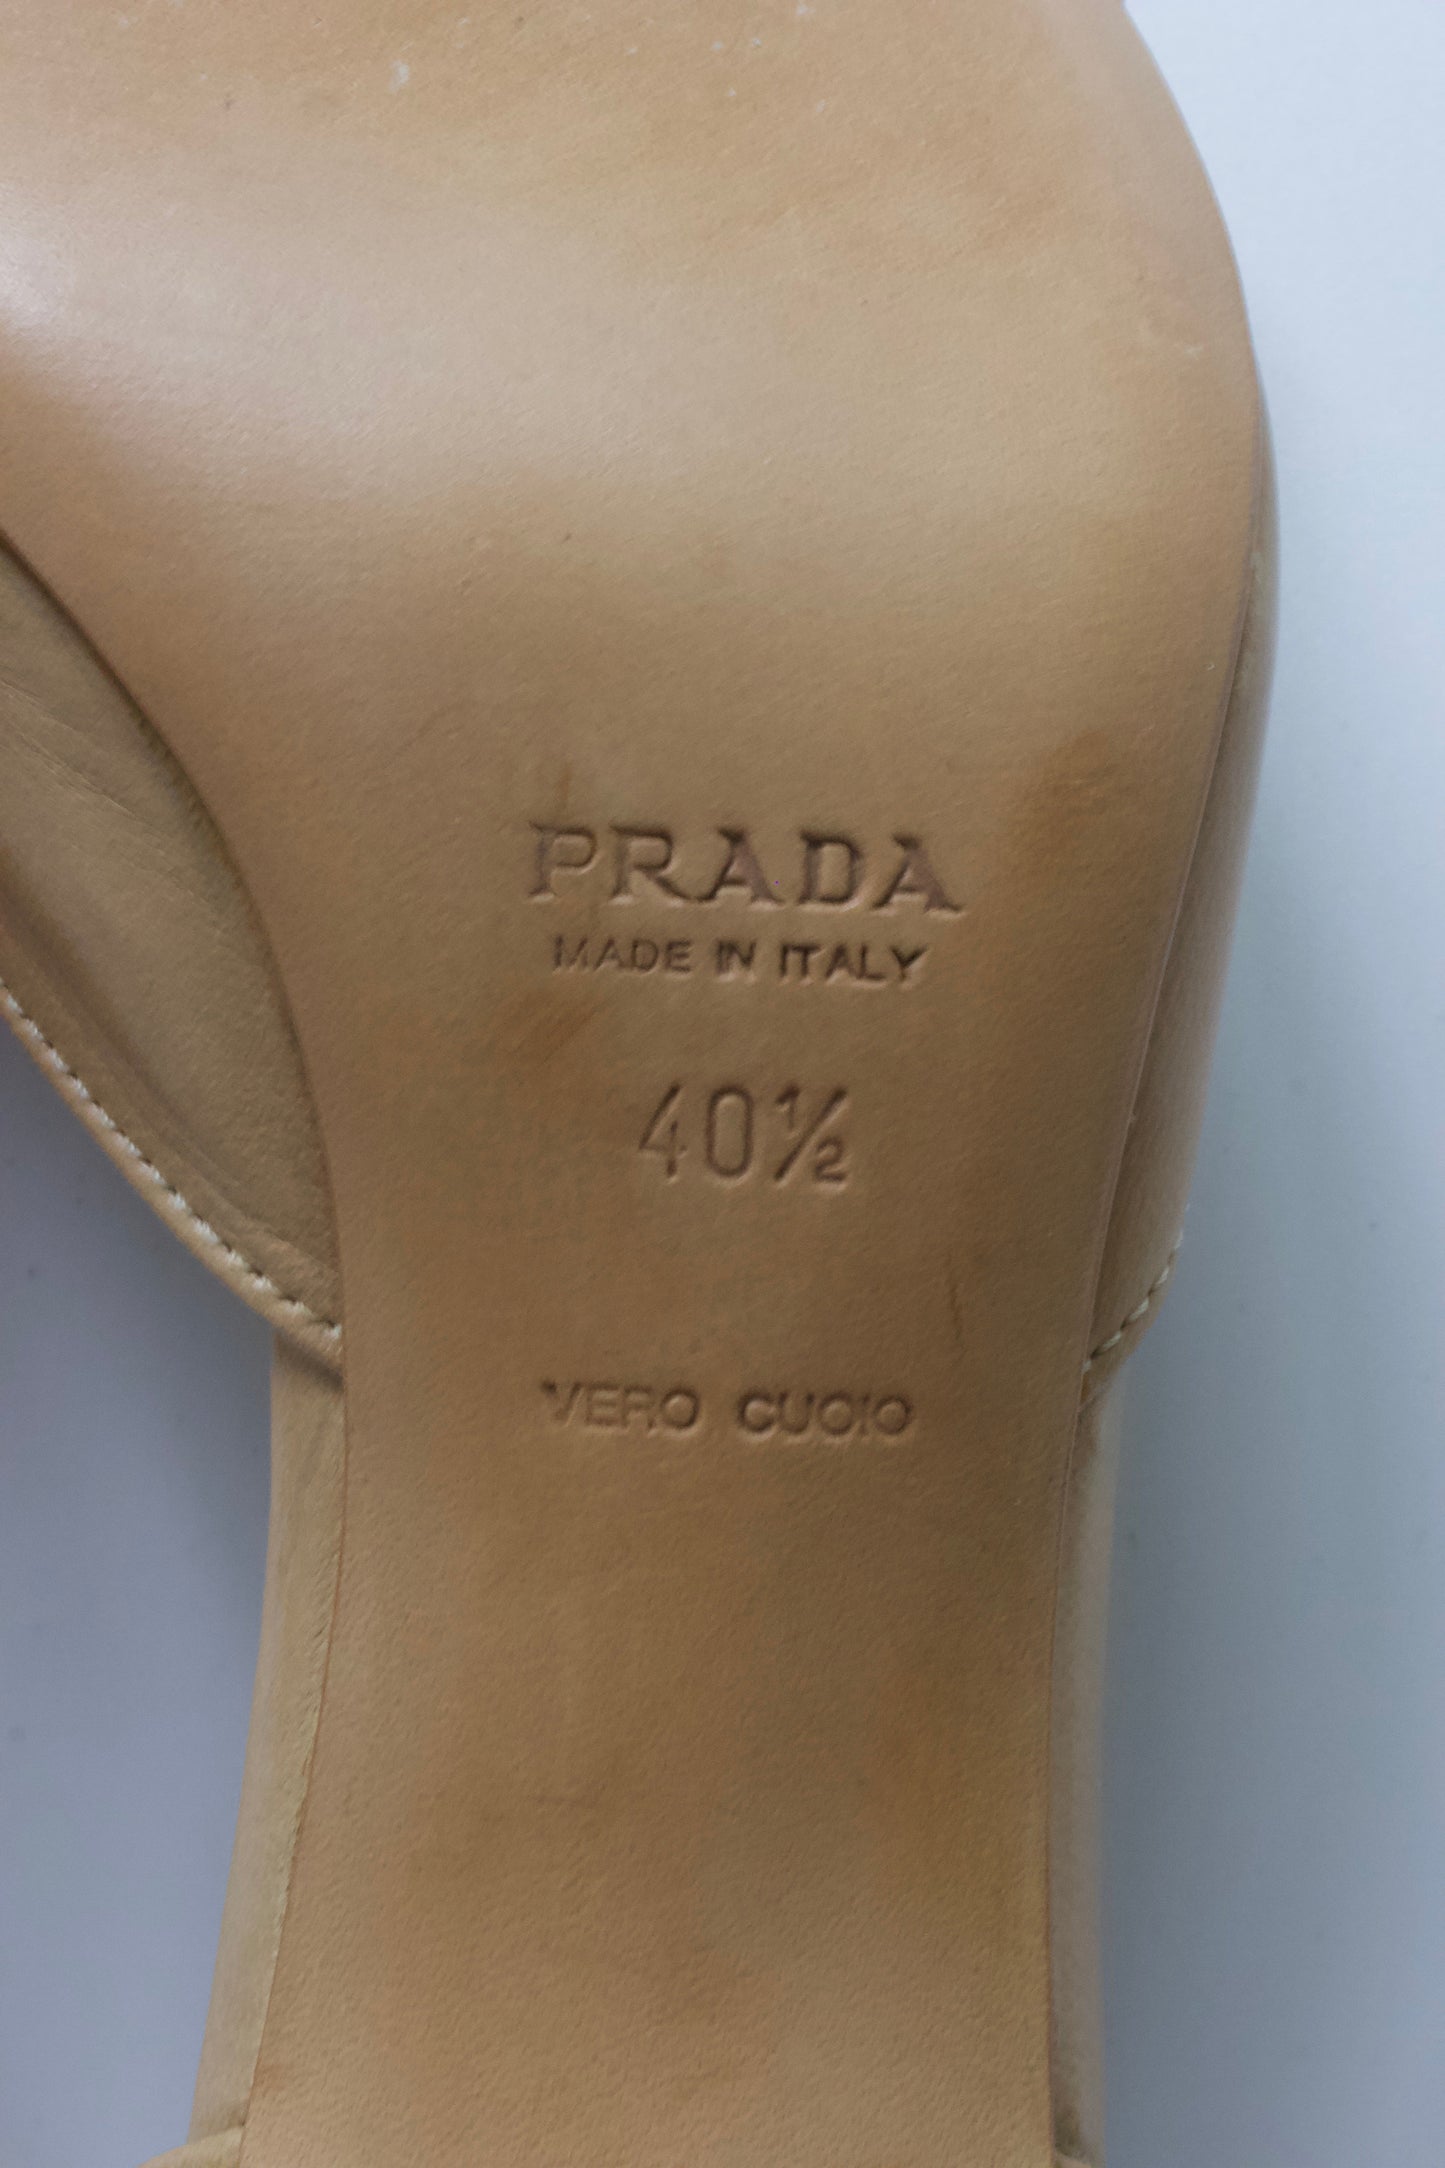 PRADA
MADE IN ITALY
40½
VERO CUOIO